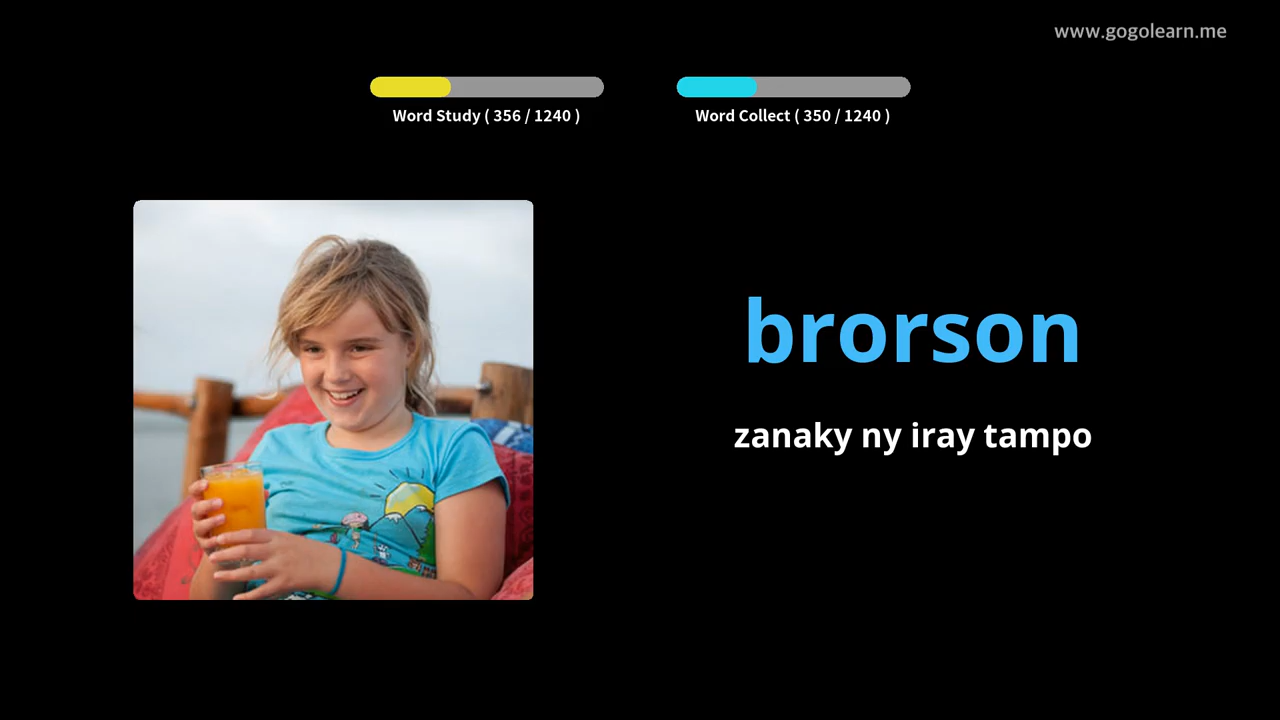 www.gogolearn.me
Word Study ( 356 / 1240 )
Word Collect ( 350 / 1240 )
brorson
zanaky ny iray tampo